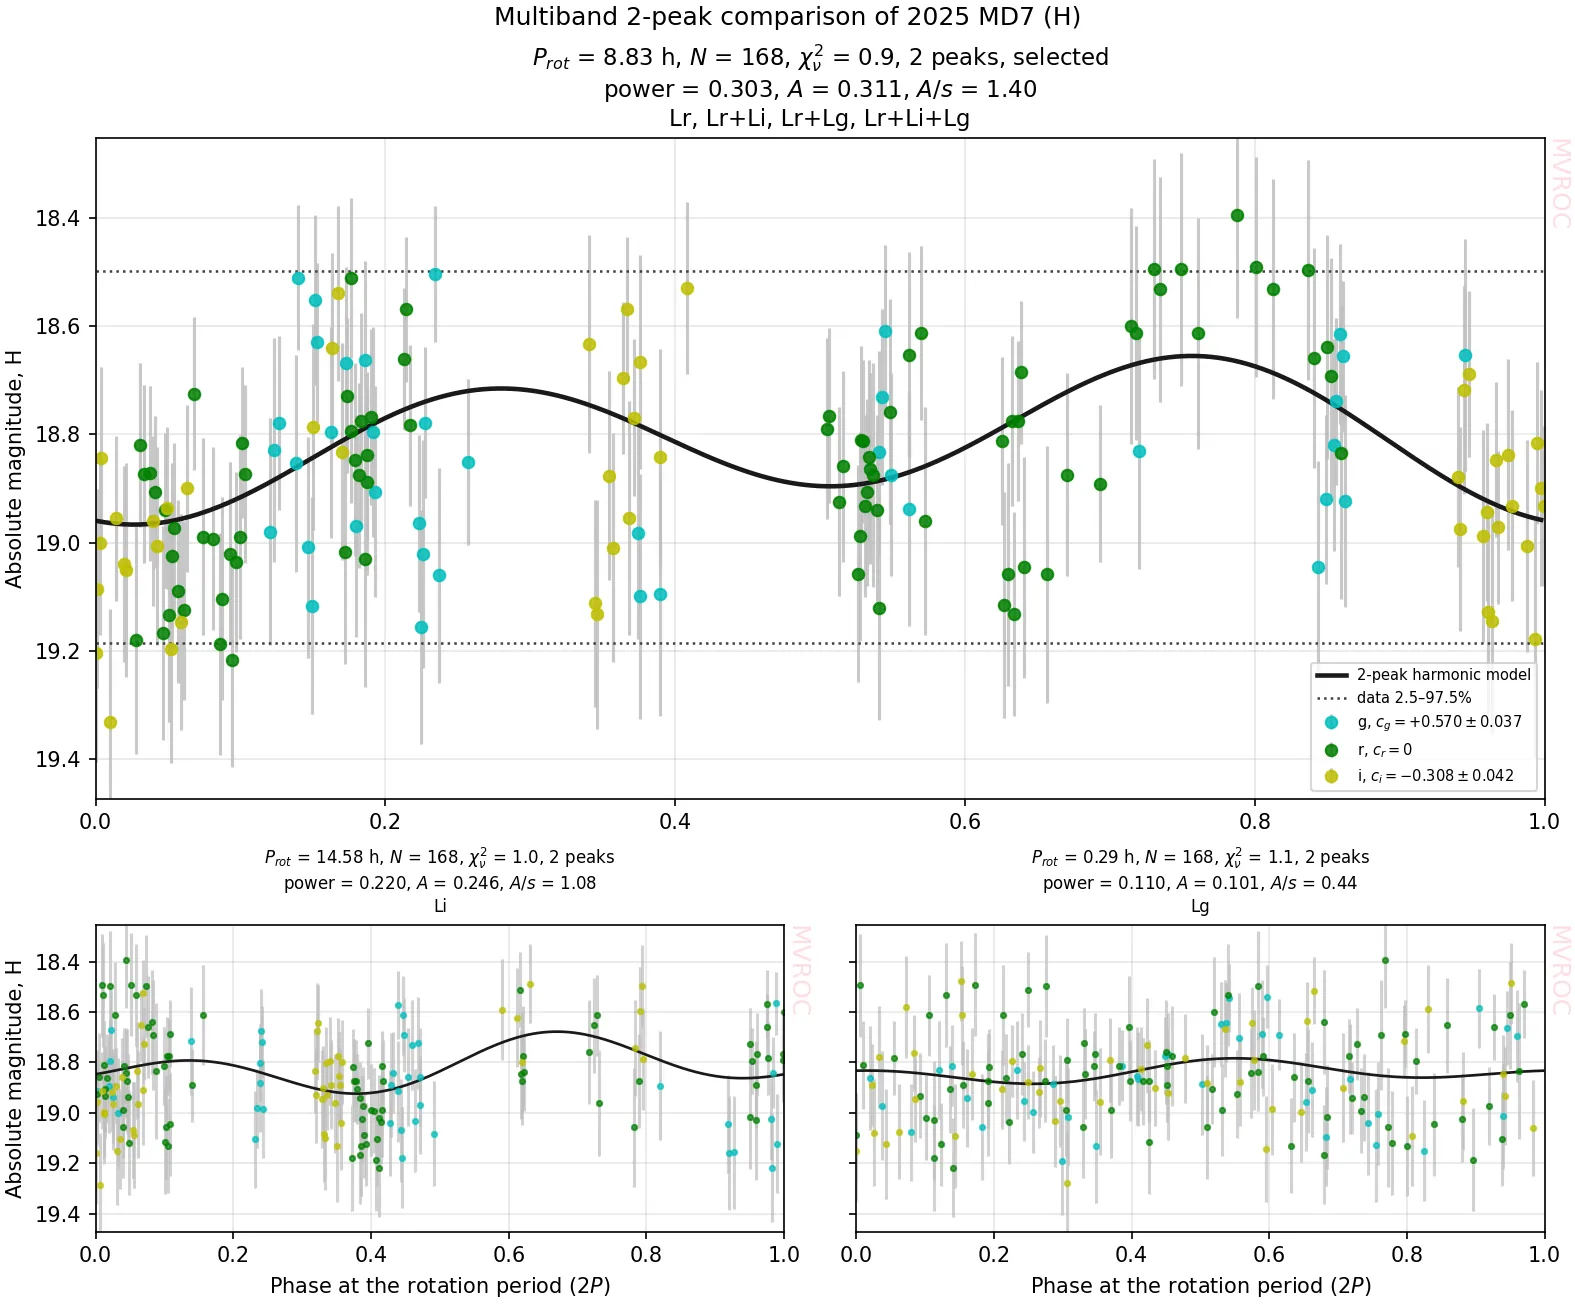 Multiband 2-peak comparison of 2025 MD7 (H)
P_rot = 8.83 h, N = 168, χ²_ν = 0.9, 2 peaks, selected
power = 0.303, A = 0.311, A/s = 1.40
Lr, Lr+Li, Lr+Lg, Lr+Li+Lg
MVROC
Absolute magnitude, H
18.4
18.6
18.8
19.0
19.2
19.4
2-peak harmonic model
data 2.5–97.5%
g, c_g = +0.570 ± 0.037
r, c_r = 0
i, c_i = −0.308 ± 0.042
0.0 0.2 0.4 0.6 0.8 1.0
P_rot = 14.58 h, N = 168, χ²_ν = 1.0, 2 peaks
power = 0.220, A = 0.246, A/s = 1.08
Li
MVROC
Absolute magnitude, H
18.4
18.6
18.8
19.0
19.2
19.4
0.0 0.2 0.4 0.6 0.8 1.0
Phase at the rotation period (2P)
P_rot = 0.29 h, N = 168, χ²_ν = 1.1, 2 peaks
power = 0.110, A = 0.101, A/s = 0.44
Lg
MVROC
0.0 0.2 0.4 0.6 0.8 1.0
Phase at the rotation period (2P)